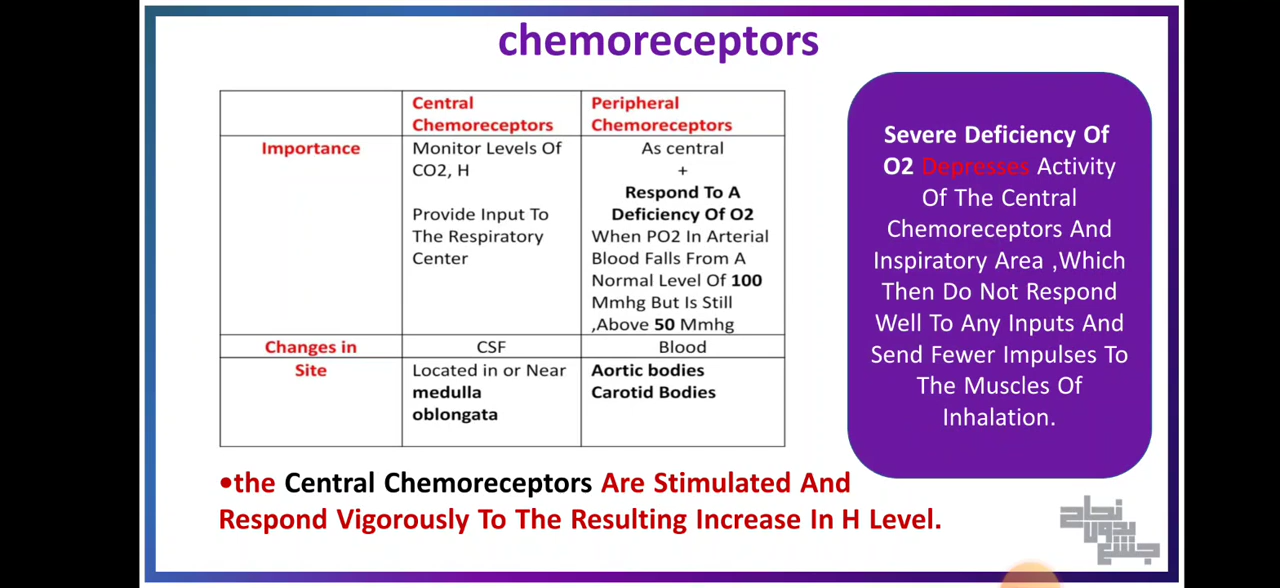 chemoreceptors
Central
Chemoreceptors
Peripheral
Chemoreceptors
Importance
Monitor Levels Of
CO2, H
Provide Input To
The Respiratory
Center
As central
+
Respond To A
Deficiency Of O2
When PO2 In Arterial
Blood Falls From A
Normal Level Of 100
Mmhg But Is Still
,Above 50 Mmhg
Changes in
CSF
Blood
Site
Located in or Near
medulla
oblongata
Aortic bodies
Carotid Bodies
Severe Deficiency Of
O2 Depresses Activity
Of The Central
Chemoreceptors And
Inspiratory Area ,Which
Then Do Not Respond
Well To Any Inputs And
Send Fewer Impulses To
The Muscles Of
Inhalation.
•the Central Chemoreceptors Are Stimulated And
Respond Vigorously To The Resulting Increase In H Level.
نجاح
بدون